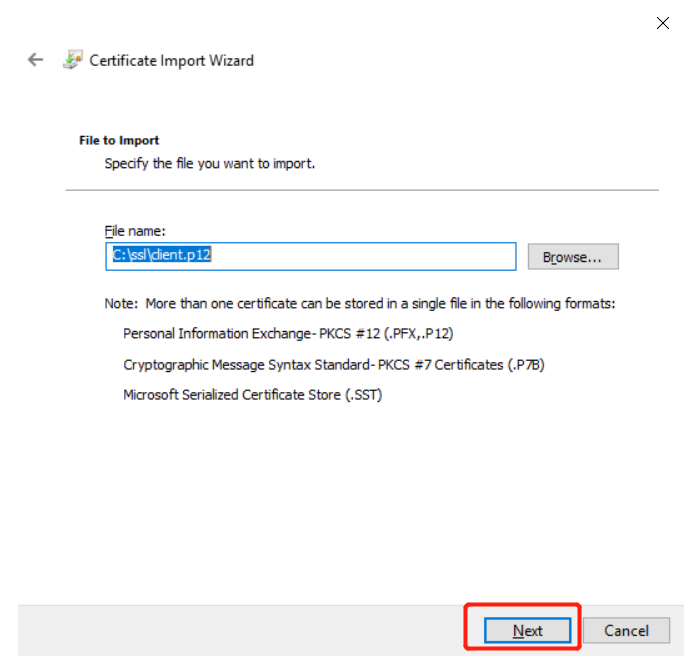 Certificate Import Wizard
File to Import
Specify the file you want to import.
File name:
C:\ssl\client.p12
Browse...
Note:  More than one certificate can be stored in a single file in the following formats:
Personal Information Exchange- PKCS #12 (.PFX,.P12)
Cryptographic Message Syntax Standard- PKCS #7 Certificates (.P7B)
Microsoft Serialized Certificate Store (.SST)
Next
Cancel